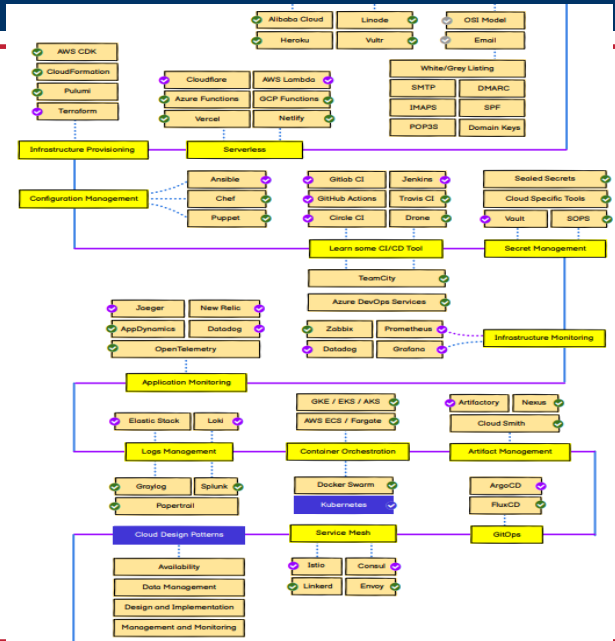 Alibaba Cloud
Linode
OSI Model
Heroku
Vultr
Email
AWS CDK
CloudFormation
Pulumi
Terraform
Cloudflare
AWS Lambda
Azure Functions
GCP Functions
Vercel
Netlify
White/Grey Listing
SMTP
DMARC
IMAPS
SPF
POP3S
Domain Keys
Infrastructure Provisioning
Serverless
Configuration Management
Ansible
Chef
Puppet
Gitlab CI
Jenkins
GitHub Actions
Travis CI
Circle CI
Drone
Sealed Secrets
Cloud Specific Tools
Vault
SOPS
Learn some CI/CD Tool
Secret Management
TeamCity
Azure DevOps Services
Jaeger
New Relic
AppDynamics
Datadog
OpenTelemetry
Zabbix
Prometheus
Datadog
Grafana
Infrastructure Monitoring
Application Monitoring
GKE / EKS / AKS
AWS ECS / Fargate
Artifactory
Nexus
Cloud Smith
Elastic Stack
Loki
Logs Management
Container Orchestration
Artifact Management
Graylog
Splunk
Papertrail
Docker Swarm
Kubernetes
ArgoCD
FluxCD
Cloud Design Patterns
Service Mesh
GitOps
Availability
Data Management
Design and Implementation
Management and Monitoring
Istio
Consul
Linkerd
Envoy